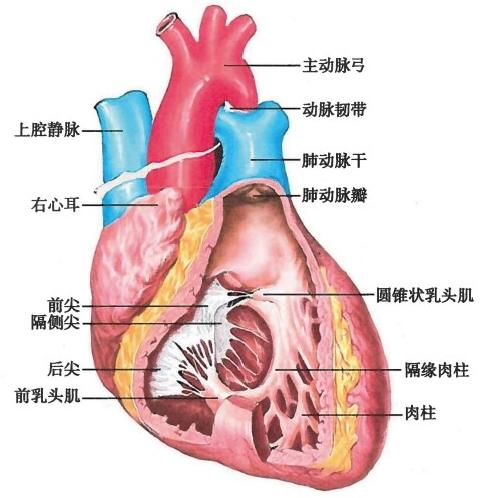 主动脉弓
动脉韧带
上腔静脉
肺动脉干
肺动脉瓣
右心耳
圆锥状乳头肌
前尖
隔侧尖
后尖
隔缘肉柱
前乳头肌
肉柱